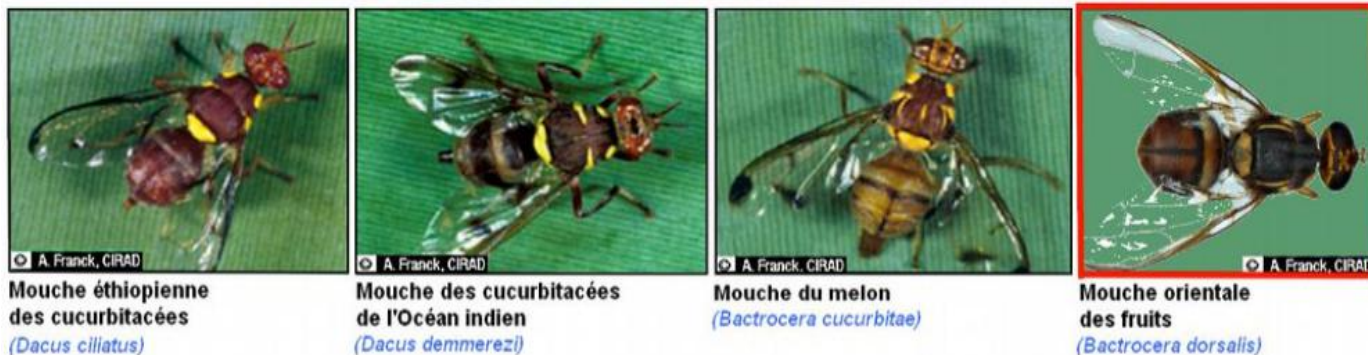 A. Franck, CIRAD
A. Franck, CIRAD
A. Franck, CIRAD
A. Franck, CIRAD
Mouche éthiopienne
des cucurbitacées
(Dacus ciliatus)
Mouche des cucurbitacées
de l'Océan indien
(Dacus demmerezi)
Mouche du melon
(Bactrocera cucurbitae)
Mouche orientale
des fruits
(Bactrocera dorsalis)